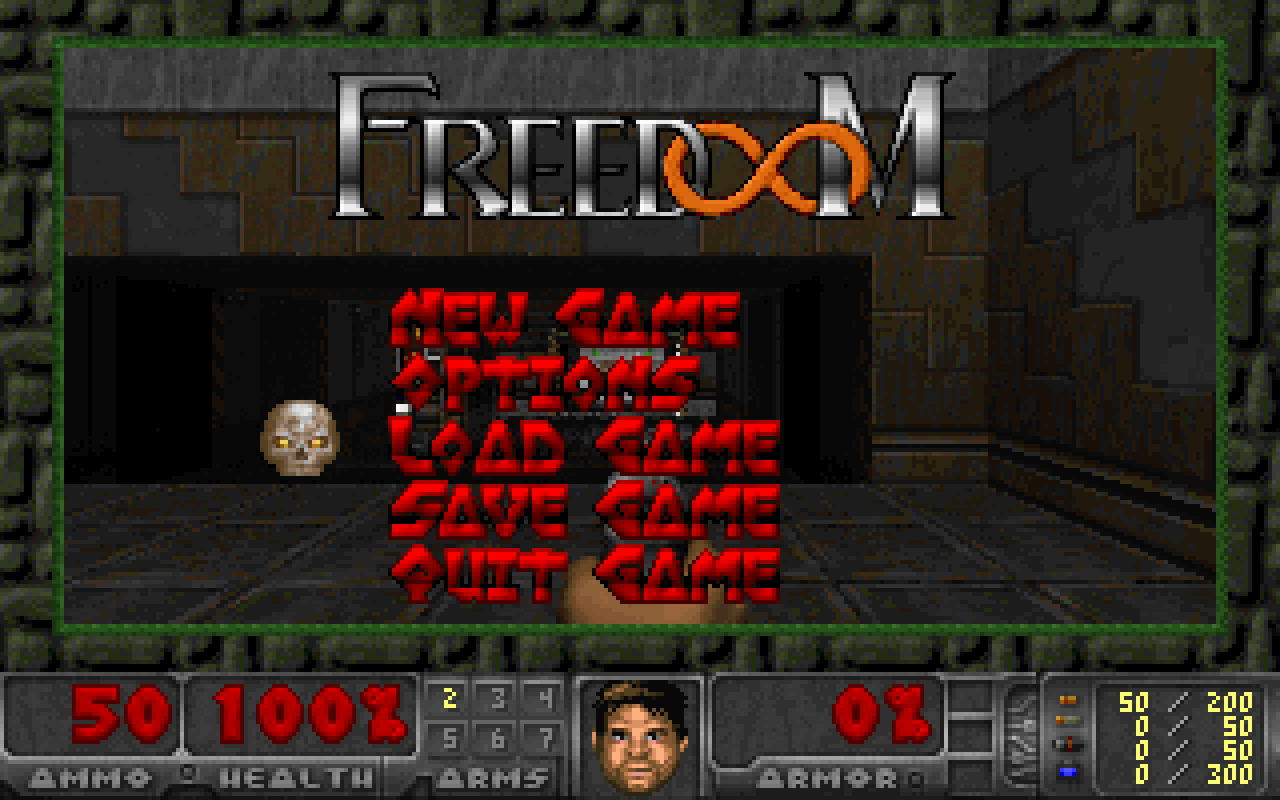 FREEDOOM
NEW GAME
OPTIONS
LOAD GAME
SAVE GAME
QUIT GAME
50 100% 2 3 4 0% 50 / 200
5 6 7 0 / 50
0 / 50
AMMO HEALTH ARMS ARMOR 0 / 300